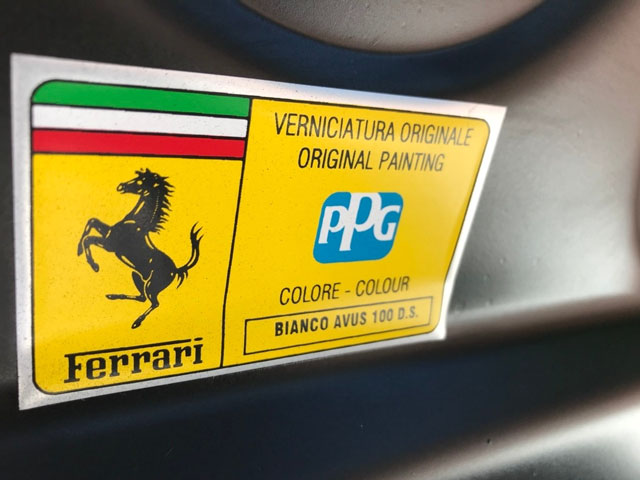 VERNICIATURA ORIGINALE
ORIGINAL PAINTING
PPG
COLORE - COLOUR
BIANCO AVUS 100 D.S.
Ferrari